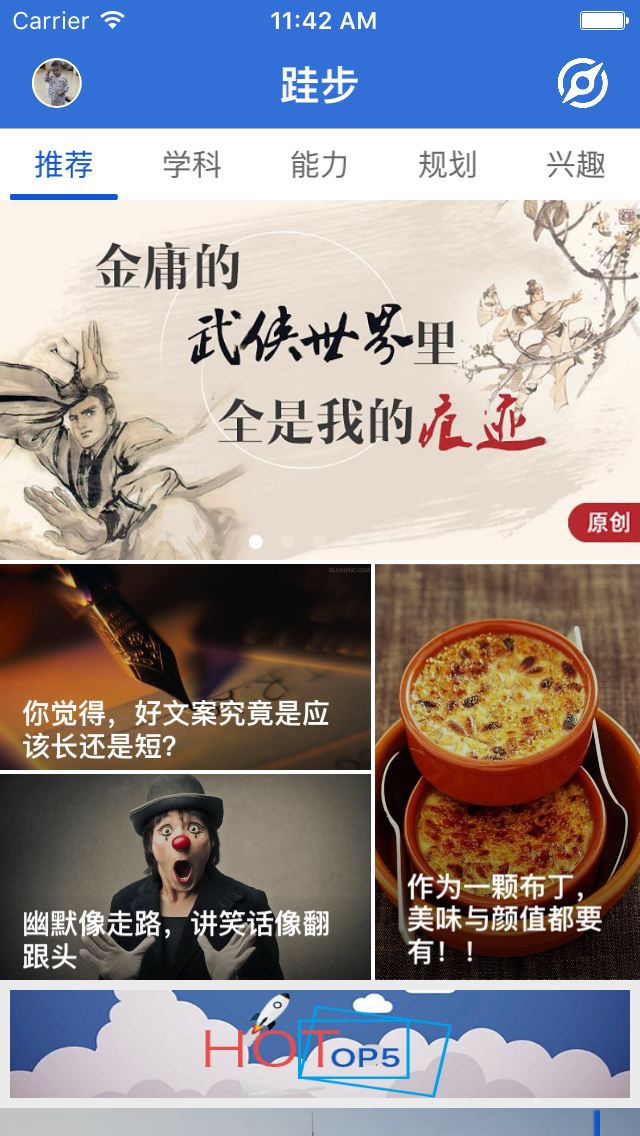 Carrier
11:42 AM
跬步
推荐
学科
能力
规划
兴趣
金庸的
武侠世界里
全是我的痕迹
原创
你觉得，好文案究竟是应
该长还是短？
幽默像走路，讲笑话像翻
跟头
作为一颗布丁，
美味与颜值都要
有！！
HOT
OP5